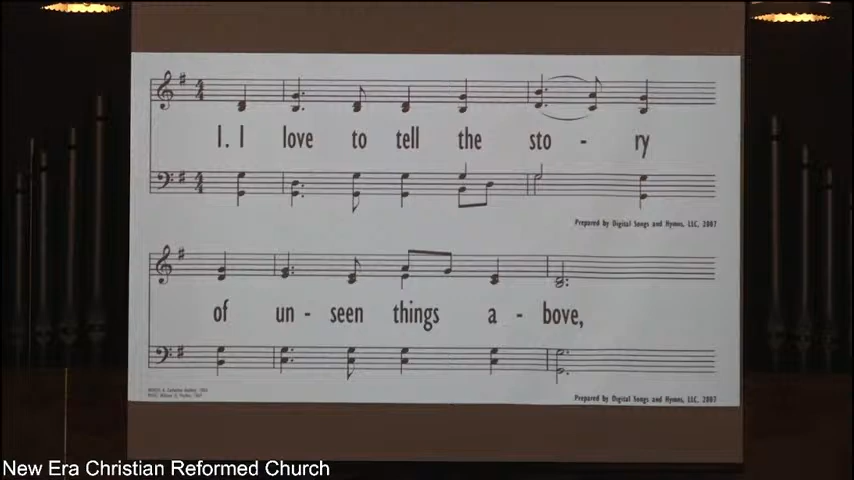 1. I love to tell the sto - ry
Prepared by Digital Songs and Hymns, LLC, 2007
of un - seen things a - bove,
Prepared by Digital Songs and Hymns, LLC, 2007
New Era Christian Reformed Church